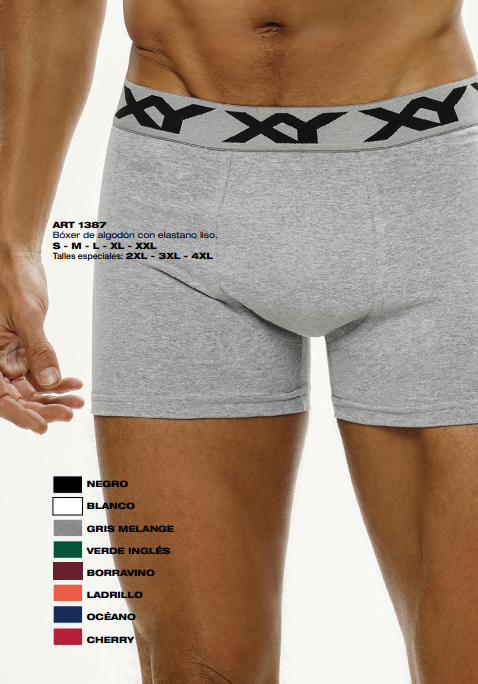 XY XY XY
ART 1387
Bóxer de algodón con elastano liso.
S - M - L - XL - XXL
Talles especiales: 2XL - 3XL - 4XL
NEGRO
BLANCO
GRIS MELANGE
VERDE INGLÉS
BORRAVINO
LADRILLO
OCÉANO
CHERRY